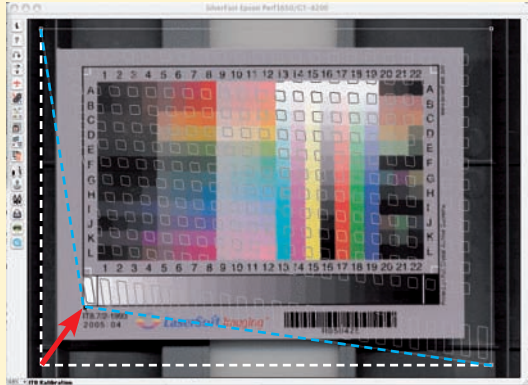 SilverFast Epson Perf1650/GT-8200
1 2 3 4 5 6 7 8 9 10 11 12 13 14 15 16 17 18 19 20 21 22
A A
B B
C C
D D
E E
F F
G G
H H
I I
J J
K K
L L
1 2 3 4 5 6 7 8 9 10 11 12 13 14 15 16 17 18 19 20 21 22
IT8.7/2-1993
2005:04
LaserSoft Imaging
IT8 Kalibration